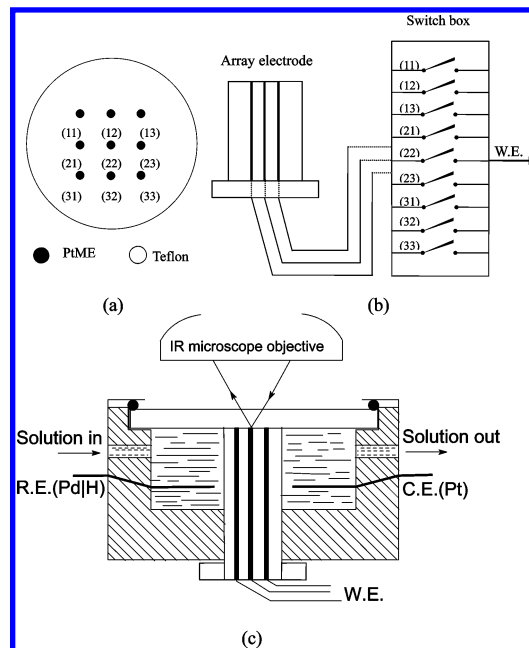 Switch box
Array electrode
(11)
(12)
(13)
(21)
(22)
(23)
(31)
(32)
(33)
W.E.
(11) (12) (13)
(21) (22) (23)
(31) (32) (33)
PtME Teflon
(a) (b)
IR microscope objective
Solution in Solution out
R.E.(Pd|H) C.E.(Pt)
W.E.
(c)